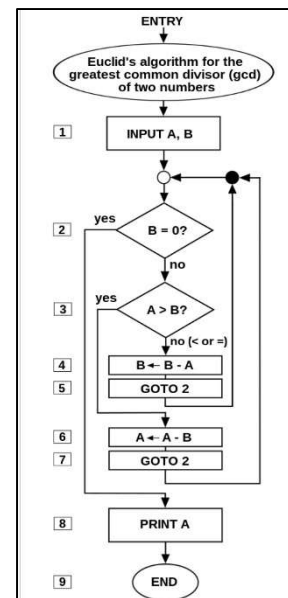 ENTRY
Euclid's algorithm for the
greatest common divisor (gcd)
of two numbers
1 INPUT A, B
yes
2 B = 0?
no
yes
3 A > B?
no (< or =)
4 B ← B - A
5 GOTO 2
6 A ← A - B
7 GOTO 2
8 PRINT A
9 END